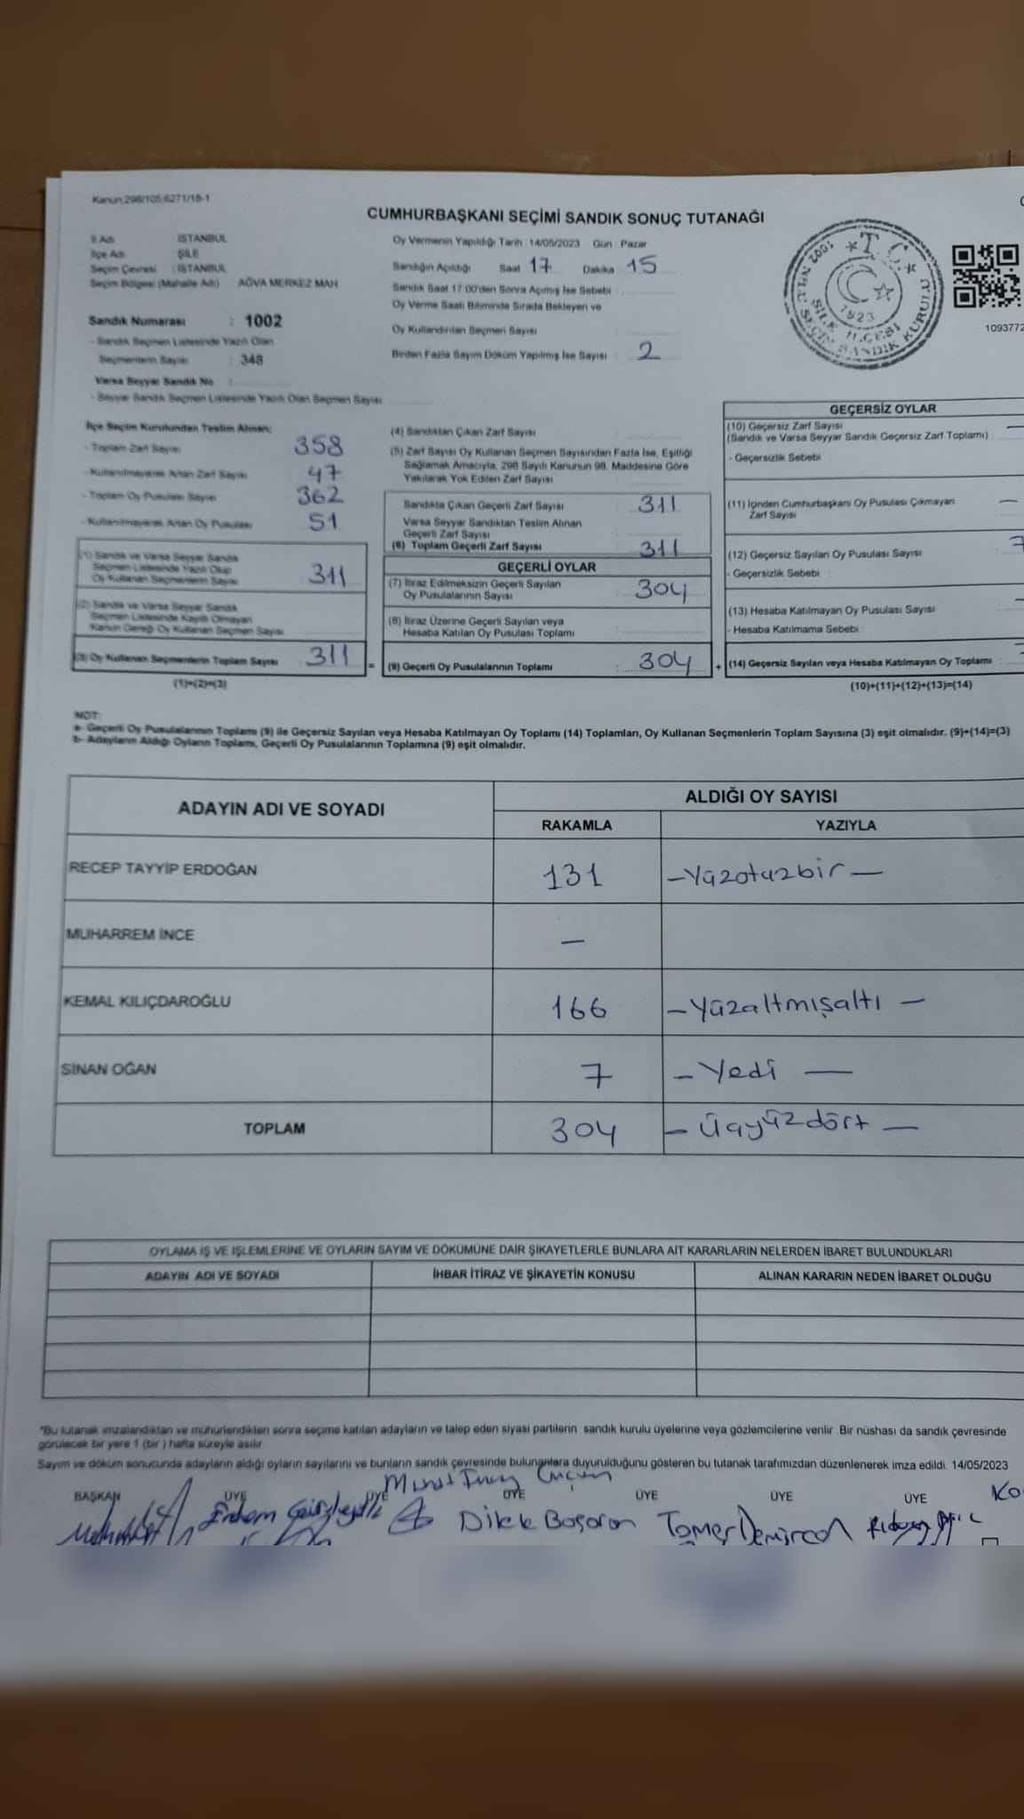 Kanun:298/105,6271/18-1
CUMHURBAŞKANI SEÇİMİ SANDIK SONUÇ TUTANAĞI
İl Adı : İSTANBUL
İlçe Adı : ŞİLE
Seçim Çevresi : İSTANBUL
Seçim Bölgesi (Mahalle Adı) : AĞVA MERKEZ MAH
Sandık Numarası : 1002
- Sandık Seçmen Listesinde Yazılı Olan
Seçmenlerin Sayısı : 348
Varsa Seyyar Sandık No :
- Seyyar Sandık Seçmen Listesinde Yazılı Olan Seçmen Sayısı
Oy Vermenin Yapıldığı Tarih : 14/05/2023 Gün : Pazar
Sandığın Açıldığı Saat 17 Dakika 15
Sandık Saat 17:00'den Sonra Açılmış İse Sebebi
Oy Verme Saati Bitiminde Sırada Bekleyen ve
Oy Kullandırılan Seçmen Sayısı
Birden Fazla Sayım Döküm Yapılmış İse Sayısı : 2
T.C.
1923
ŞİLE İLÇESİ
1002 NUMARALI SEÇİM SANDIK KURULU
1093772
İlçe Seçim Kurulundan Teslim Alınan;
- Toplam Zarf Sayısı 358
- Kullanılmayarak Artan Zarf Sayısı 47
- Toplam Oy Pusulası Sayısı 362
- Kullanılmayarak Artan Oy Pusulası 51
(1) Sandık ve Varsa Seyyar Sandık
Seçmen Listesinde Yazılı Olup
Oy Kullanan Seçmenlerin Sayısı 311
(2) Sandık ve Varsa Seyyar Sandık
Seçmen Listesinde Kayıtlı Olmayan
Kanun Gereği Oy Kullanan Seçmen Sayısı
(3) Oy Kullanan Seçmenlerin Toplam Sayısı 311 =
(1)+(2)=(3)
(4) Sandıktan Çıkan Zarf Sayısı
(5) Zarf Sayısı Oy Kullanan Seçmen Sayısından Fazla İse, Eşitliği
Sağlamak Amacıyla, 298 Sayılı Kanunun 98. Maddesine Göre
Yakılarak Yok Edilen Zarf Sayısı
Sandıkta Çıkan Geçerli Zarf Sayısı 311
Varsa Seyyar Sandıktan Teslim Alınan
Geçerli Zarf Sayısı
(6) Toplam Geçerli Zarf Sayısı 311
GEÇERLİ OYLAR
(7) İtiraz Edilmeksizin Geçerli Sayılan
Oy Pusulalarının Sayısı 304
(8) İtiraz Üzerine Geçerli Sayılan veya
Hesaba Katılan Oy Pusulası Toplamı
(9) Geçerli Oy Pusulalarının Toplamı : 304 +
GEÇERSİZ OYLAR
(10) Geçersiz Zarf Sayısı —
(Sandık ve Varsa Seyyar Sandık Geçersiz Zarf Toplamı)
- Geçersizlik Sebebi
(11) İçinden Cumhurbaşkanı Oy Pusulası Çıkmayan —
Zarf Sayısı
(12) Geçersiz Sayılan Oy Pusulası Sayısı 7
- Geçersizlik Sebebi :
(13) Hesaba Katılmayan Oy Pusulası Sayısı
- Hesaba Katılmama Sebebi
(14) Geçersiz Sayılan veya Hesaba Katılmayan Oy Toplamı
(10)+(11)+(12)+(13)=(14)
NOT:
a- Geçerli Oy Pusulalarının Toplamı (9) ile Geçersiz Sayılan veya Hesaba Katılmayan Oy Toplamı (14) Toplamları, Oy Kullanan Seçmenlerin Toplam Sayısına (3) eşit olmalıdır. (9)+(14)=(3)
b- Adayların Aldığı Oyların Toplamı, Geçerli Oy Pusulalarının Toplamına (9) eşit olmalıdır.
ADAYIN ADI VE SOYADI
ALDIĞI OY SAYISI
RAKAMLA YAZIYLA
RECEP TAYYİP ERDOĞAN 131 —Yüzotuzbir—
MUHARREM İNCE —
KEMAL KILIÇDAROĞLU 166 —Yüzaltmışaltı—
SİNAN OĞAN 7 —Yedi—
TOPLAM 304 —Üçyüzdört—
OYLAMA İŞ VE İŞLEMLERİNE VE OYLARIN SAYIM VE DÖKÜMÜNE DAİR ŞİKAYETLERLE BUNLARA AİT KARARLARIN NELERDEN İBARET BULUNDUKLARI
ADAYIN ADI VE SOYADI İHBAR İTİRAZ VE ŞİKAYETİN KONUSU ALINAN KARARIN NEDEN İBARET OLDUĞU
*Bu tutanak imzalandıktan ve mühürlendikten sonra seçime katılan adayların ve talep eden siyasi partilerin sandık kurulu üyelerine veya gözlemcilerine verilir. Bir nüshası da sandık çevresinde
görülecek bir yere 1 (bir) hafta süreyle asılır.
Sayım ve döküm sonucunda adayların aldığı oyların sayılarını ve bunların sandık çevresinde bulunanlara duyurulduğunu gösteren bu tutanak tarafımızdan düzenlenerek imza edildi. 14/05/2023
BAŞKAN ÜYE ÜYE ÜYE ÜYE ÜYE ÜYE
Dilek Başaran Tamer Demircan